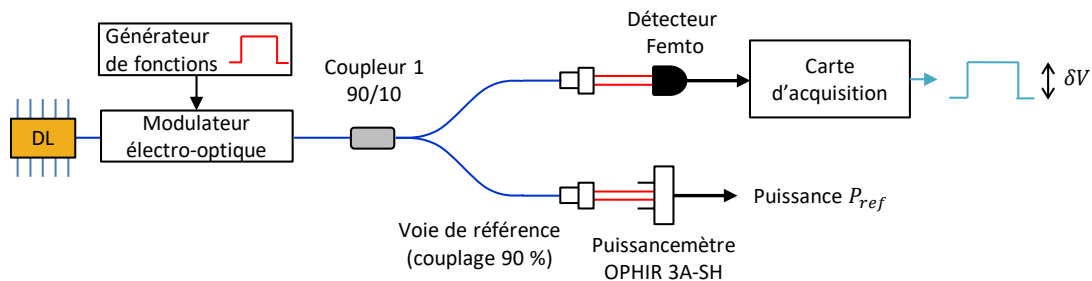 Générateur
de fonctions
DL
Modulateur
électro-optique
Coupleur 1
90/10
Détecteur
Femto
Carte
d'acquisition
δV
Voie de référence
(couplage 90 %)
Puissancemètre
OPHIR 3A-SH
Puissance P_ref